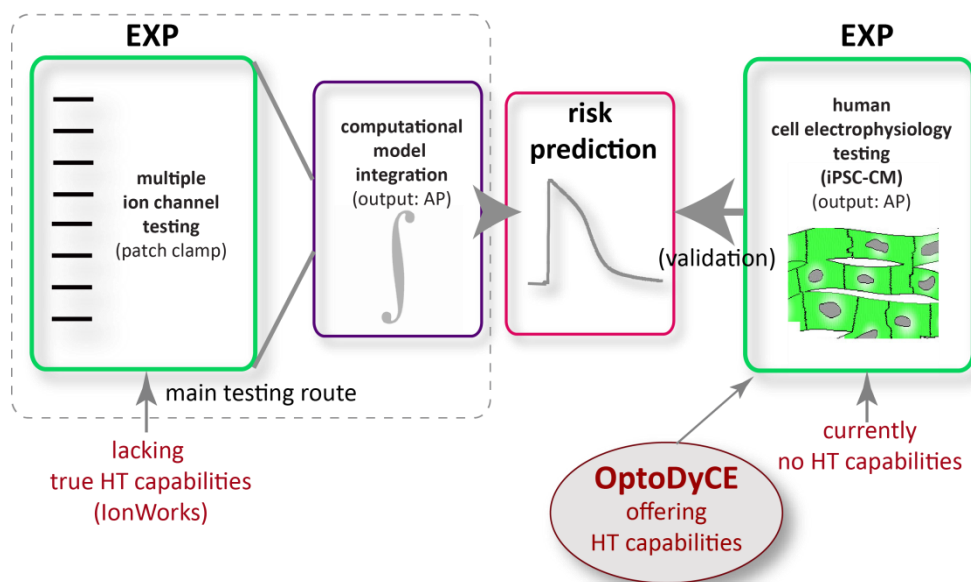 EXP
multiple
ion channel
testing
(patch clamp)
computational
model
integration
(output: AP)
∫
main testing route
lacking
true HT capabilities
(IonWorks)
risk
prediction
(validation)
EXP
human
cell electrophysiology
testing
(iPSC-CM)
(output: AP)
OptoDyCE
offering
HT capabilities
currently
no HT capabilities